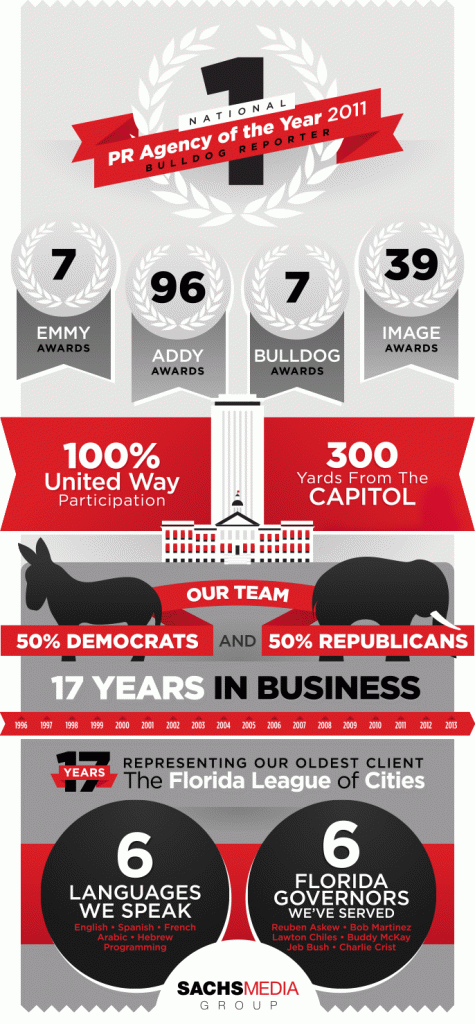 1
NATIONAL
PR Agency of the Year 2011
BULLDOG REPORTER
7
EMMY
AWARDS
96
ADDY
AWARDS
7
BULLDOG
AWARDS
39
IMAGE
AWARDS
100%
United Way
Participation
300
Yards From The
CAPITOL
OUR TEAM
50% DEMOCRATS AND 50% REPUBLICANS
17 YEARS IN BUSINESS
1996 1997 1998 1999 2000 2001 2002 2003 2004 2005 2006 2007 2008 2009 2010 2011 2012 2013
17
YEARS
REPRESENTING OUR OLDEST CLIENT
The Florida League of Cities
6
LANGUAGES
WE SPEAK
English • Spanish • French
Arabic • Hebrew
Programming
6
FLORIDA
GOVERNORS
WE'VE SERVED
Reuben Askew • Bob Martinez
Lawton Chiles • Buddy McKay
Jeb Bush • Charlie Crist
SACHSMEDIA
GROUP